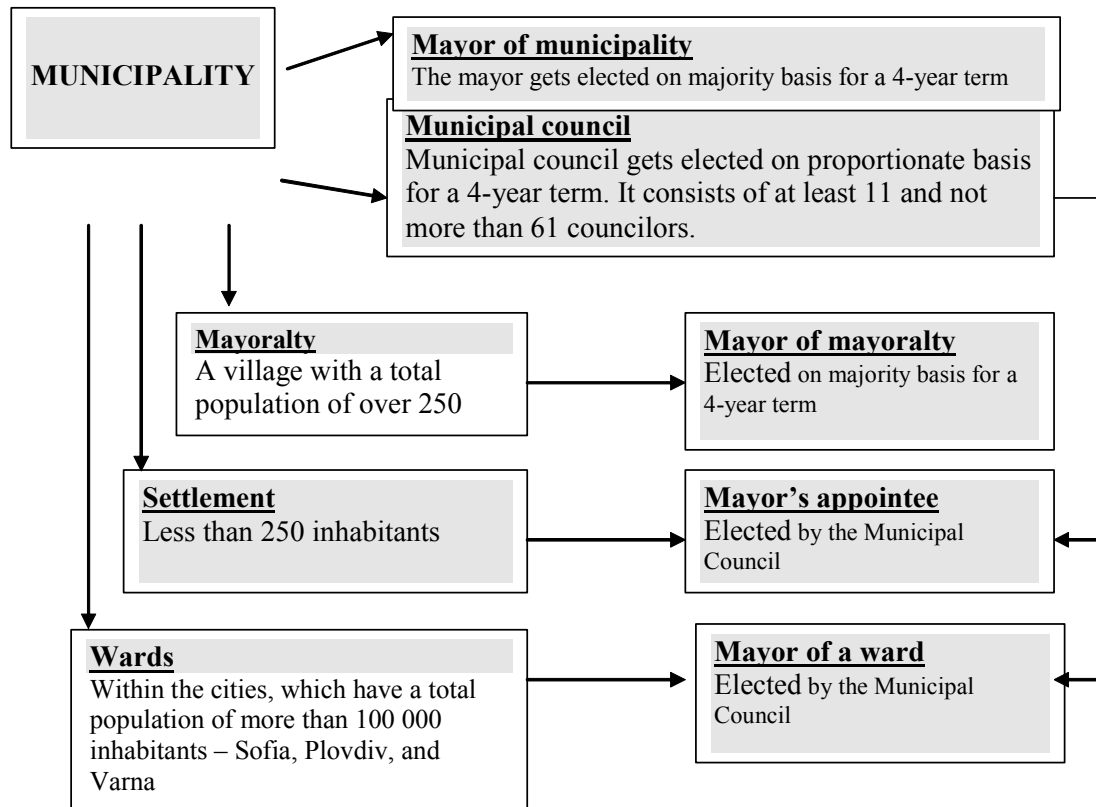 MUNICIPALITY
Mayor of municipality
The mayor gets elected on majority basis for a 4-year term
Municipal council
Municipal council gets elected on proportionate basis
for a 4-year term. It consists of at least 11 and not
more than 61 councilors.
Mayoralty
A village with a total
population of over 250
Mayor of mayoralty
Elected on majority basis for a
4-year term
Settlement
Less than 250 inhabitants
Mayor’s appointee
Elected by the Municipal
Council
Wards
Within the cities, which have a total
population of more than 100 000
inhabitants – Sofia, Plovdiv, and
Varna
Mayor of a ward
Elected by the Municipal
Council